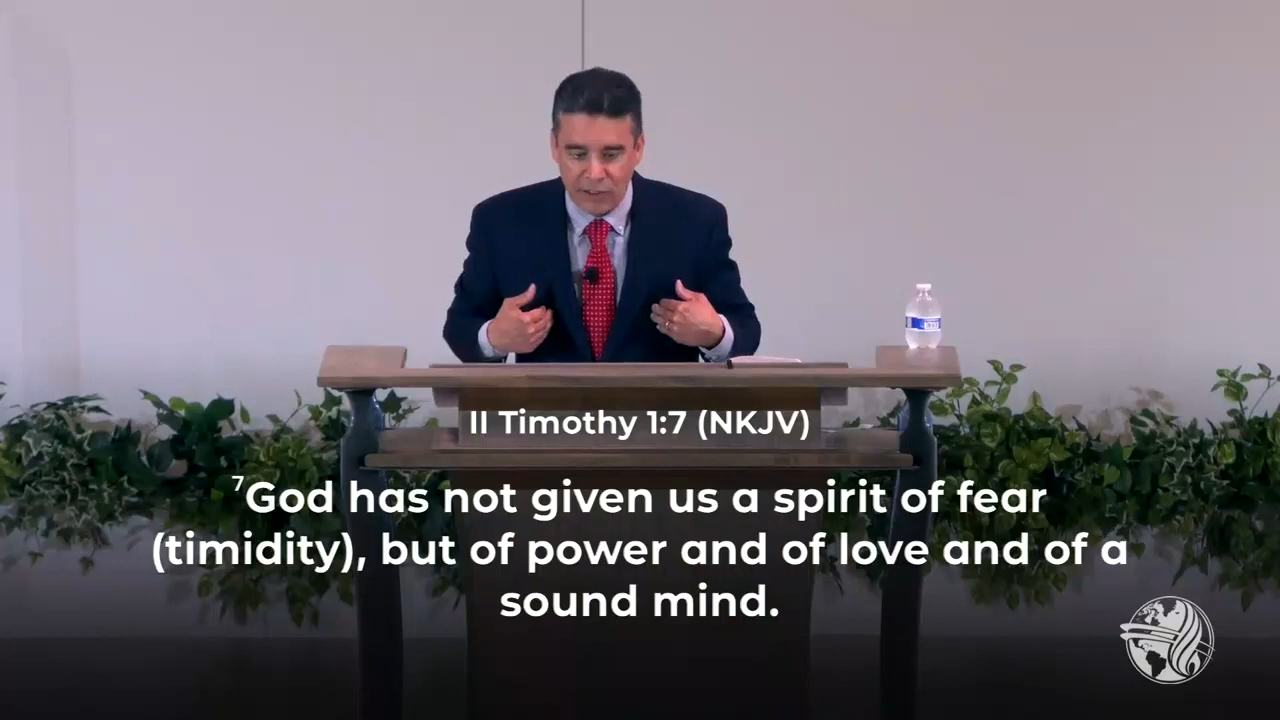 II Timothy 1:7 (NKJV)
⁷God has not given us a spirit of fear
(timidity), but of power and of love and of a
sound mind.